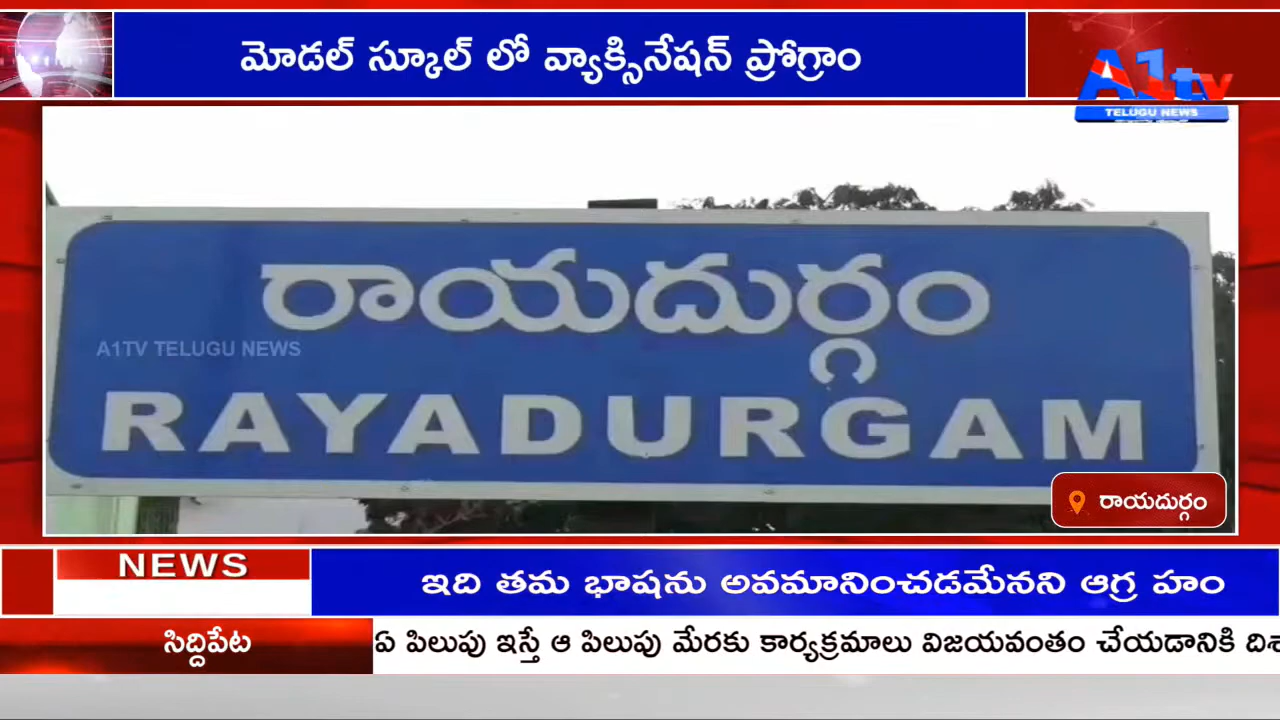 మోడల్ స్కూల్ లో వ్యాక్సినేషన్ ప్రోగ్రాం
A1tv
TELUGU NEWS
రాయదుర్గం
A1TV TELUGU NEWS
RAYADURGAM
రాయదుర్గం
NEWS
ఇది తమ భాషను అవమానించడమేనని ఆగ్ర హం
సిద్దిపేట
ఏ పిలుపు ఇస్తే ఆ పిలుపు మేరకు కార్యక్రమాలు విజయవంతం చేయడానికి